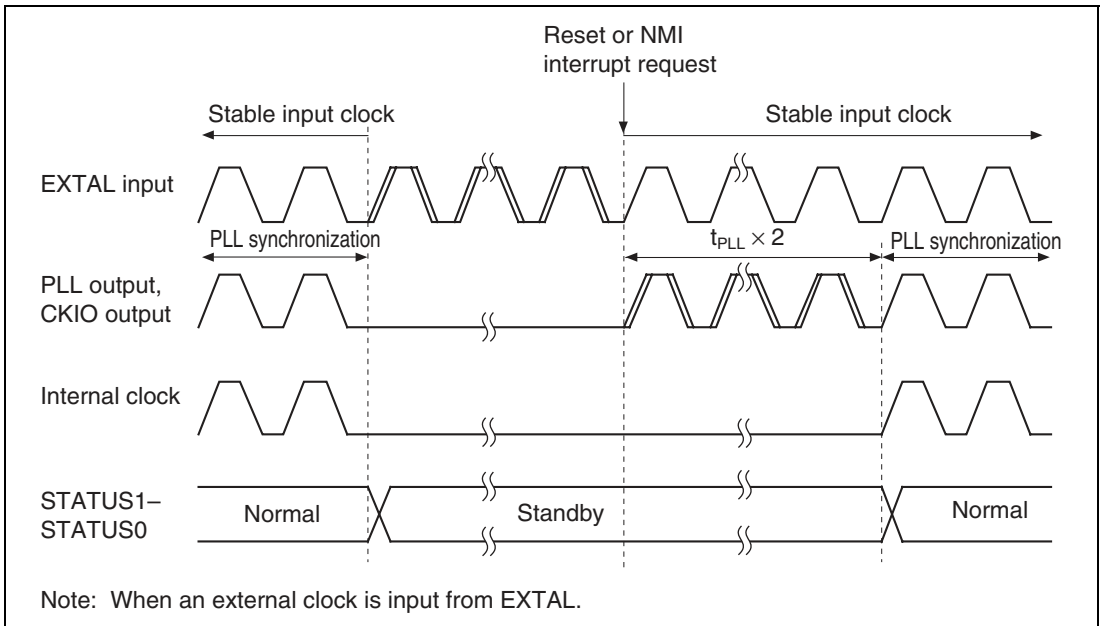 Reset or NMI
interrupt request
Stable input clock
Stable input clock
EXTAL input
PLL synchronization
tPLL × 2
PLL synchronization
PLL output,
CKIO output
Internal clock
STATUS1–
STATUS0
Normal
Standby
Normal
Note: When an external clock is input from EXTAL.